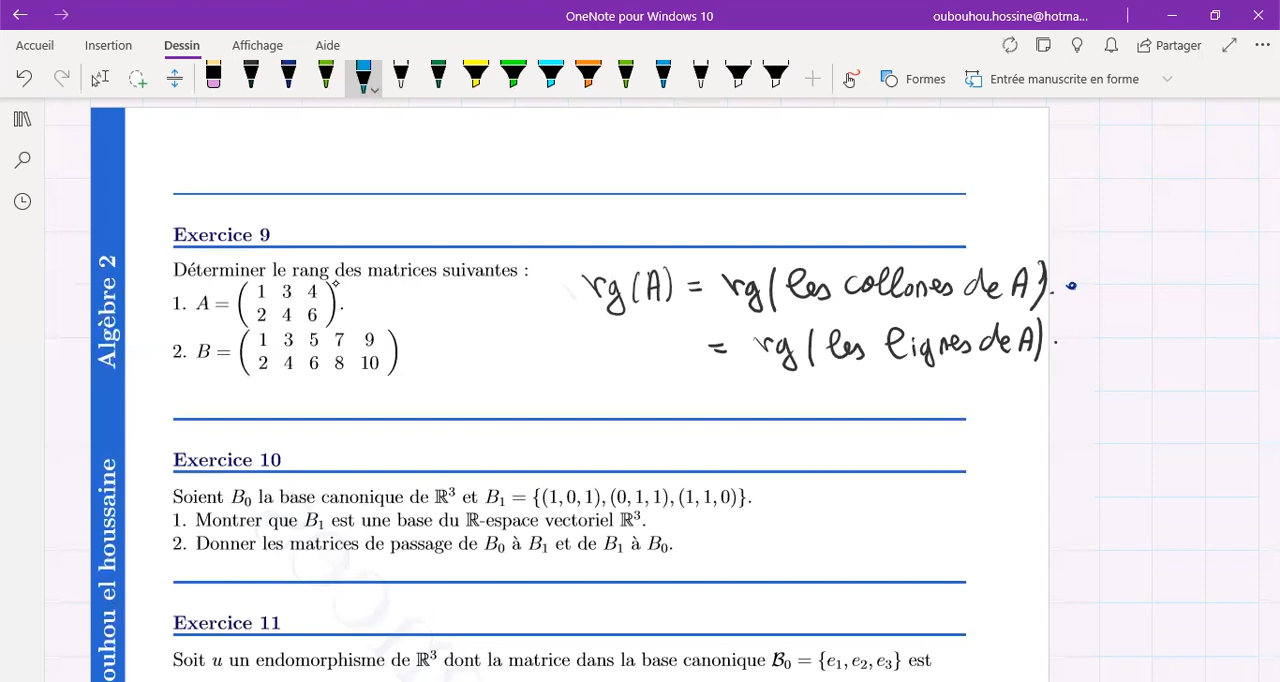 OneNote pour Windows 10
oubouhou.hossine@hotma...
Accueil Insertion Dessin Affichage Aide
Partager
Formes Entrée manuscrite en forme
Algèbre 2
ouhou el houssaine
Exercice 9
Déterminer le rang des matrices suivantes :
1. A = ( 1 3 4
2 4 6 ).
2. B = ( 1 3 5 7 9
2 4 6 8 10 )
rg(A) = rg(les collones de A).
= rg(les lignes de A).
Exercice 10
Soient B₀ la base canonique de ℝ³ et B₁ = {(1, 0, 1), (0, 1, 1), (1, 1, 0)}.
1. Montrer que B₁ est une base du ℝ-espace vectoriel ℝ³.
2. Donner les matrices de passage de B₀ à B₁ et de B₁ à B₀.
Exercice 11
Soit u un endomorphisme de ℝ³ dont la matrice dans la base canonique ℬ₀ = {e₁, e₂, e₃} est